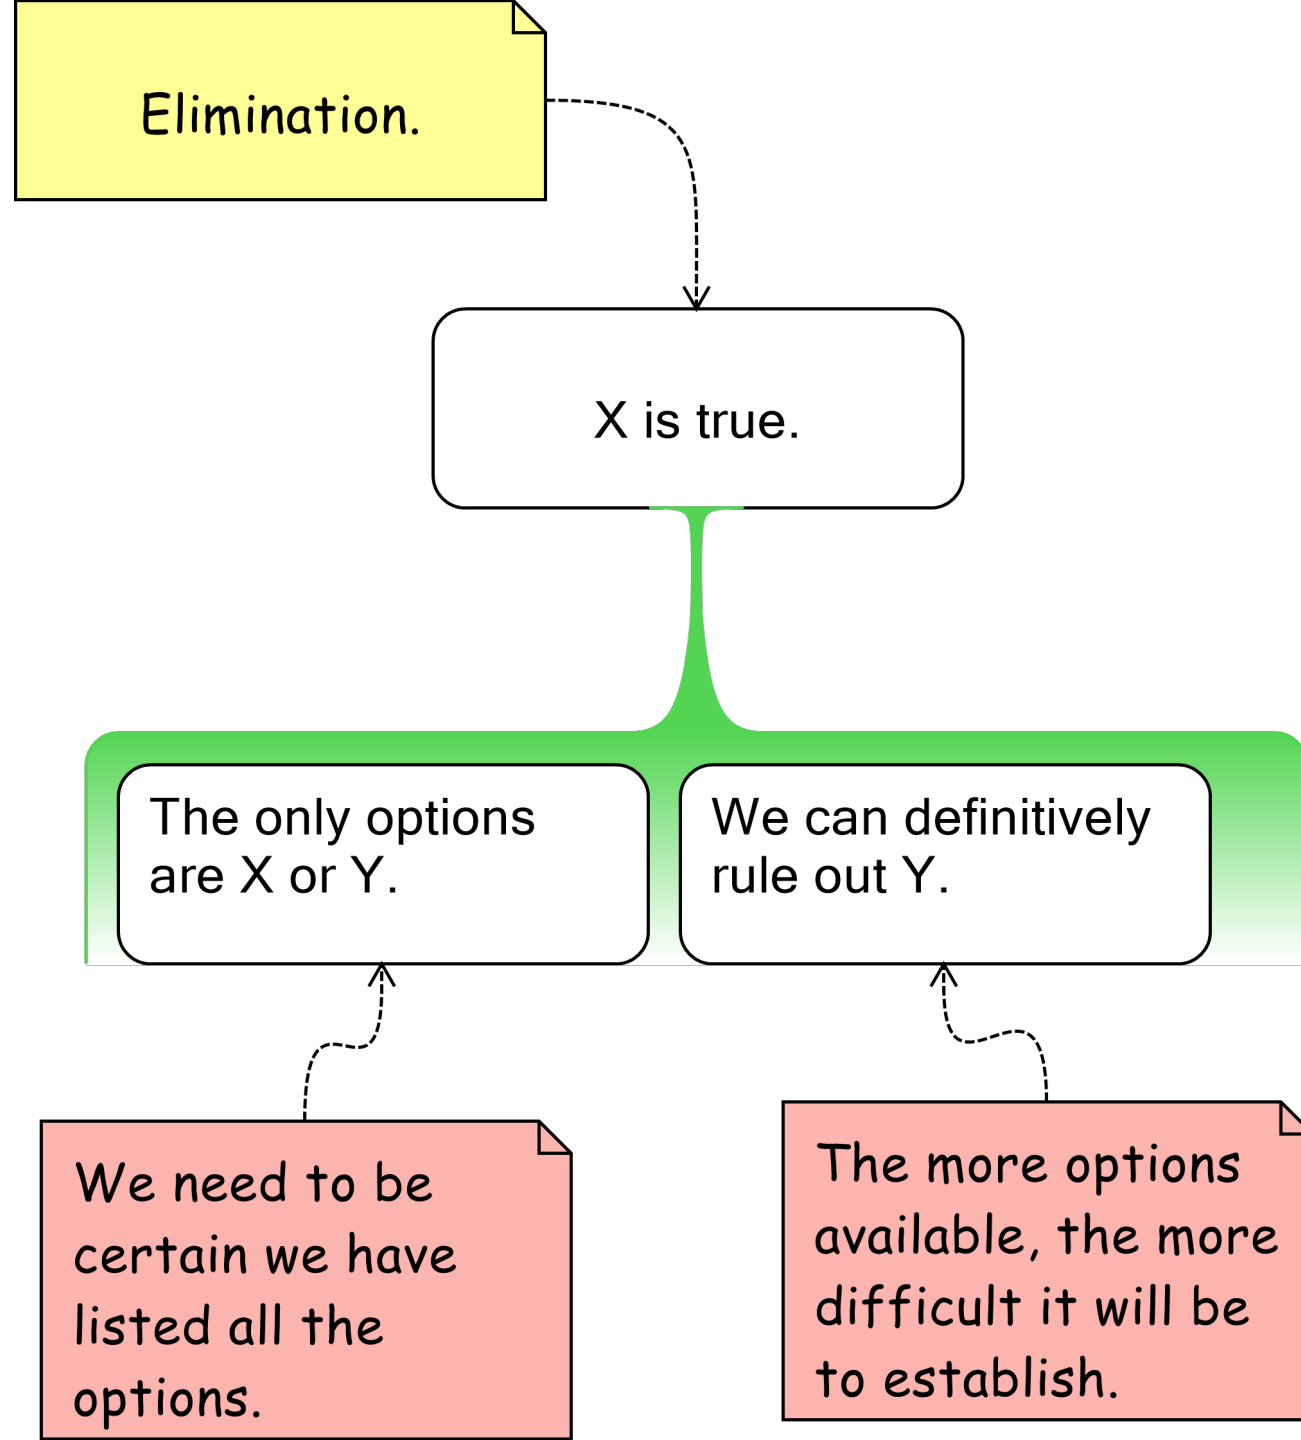 Elimination.
X is true.
The only options
are X or Y.
We can definitively
rule out Y.
We need to be
certain we have
listed all the
options.
The more options
available, the more
difficult it will be
to establish.